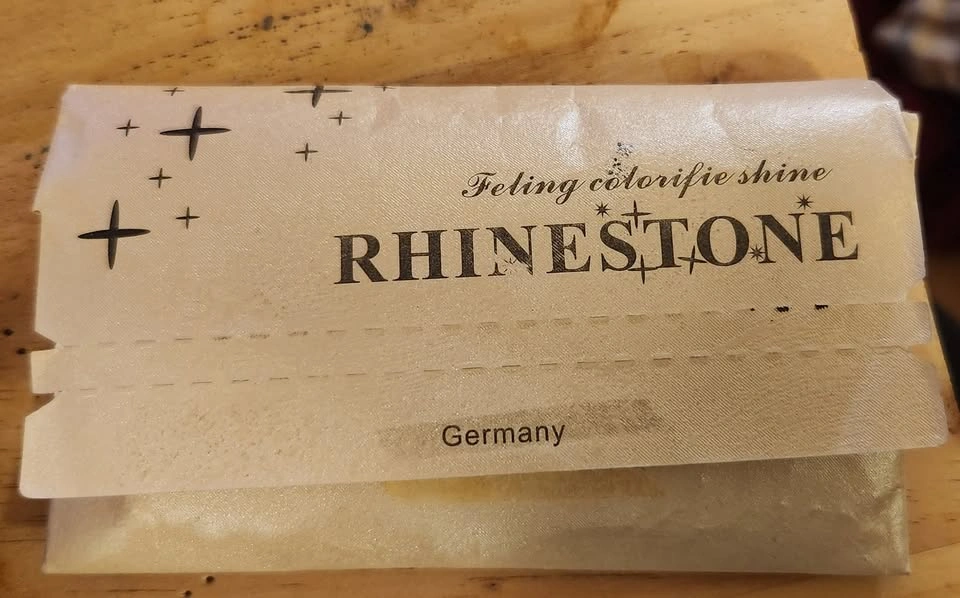 Feling colorifie shine
RHINESTONE
Germany